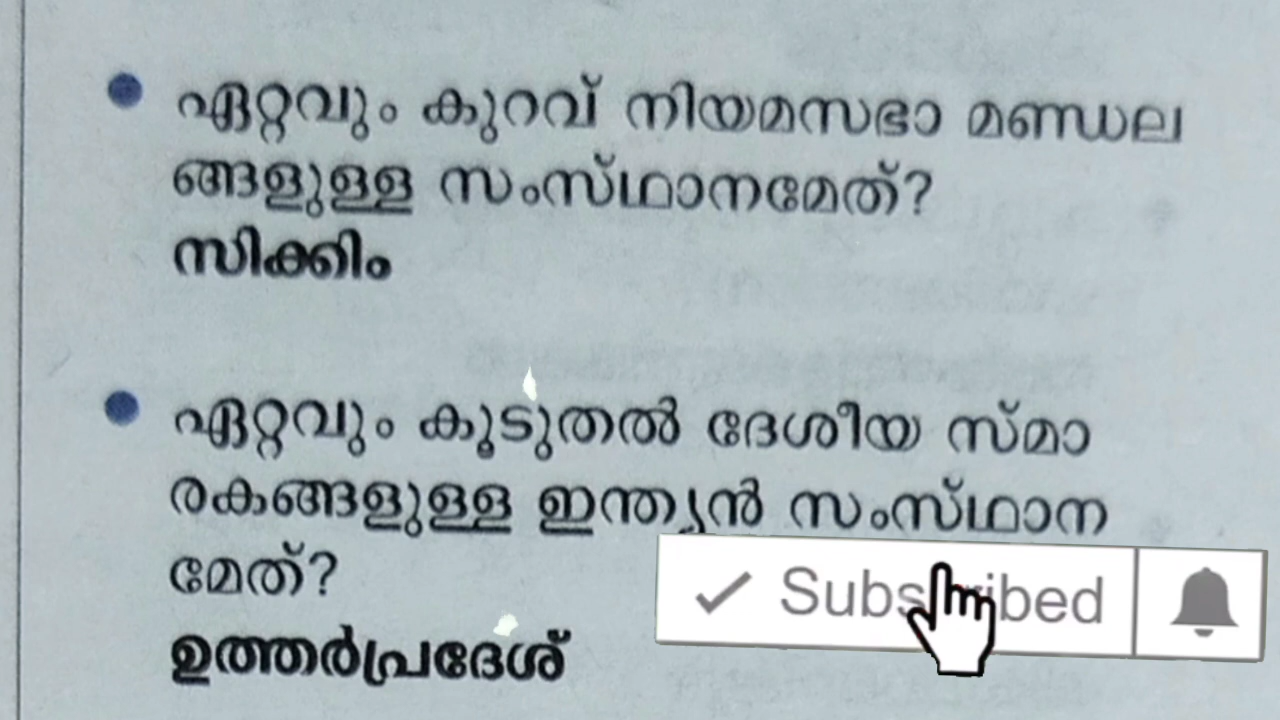 ഏറ്റവും കുറവ് നിയമസഭാ മണ്ഡല
ങ്ങളുള്ള സംസ്ഥാനമേത്?
സിക്കിം
ഏറ്റവും കൂടുതൽ ദേശീയ സ്മാ
രകങ്ങളുള്ള ഇന്ത്യൻ സംസ്ഥാന
മേത്?
Subscribed
ഉത്തർപ്രദേശ്